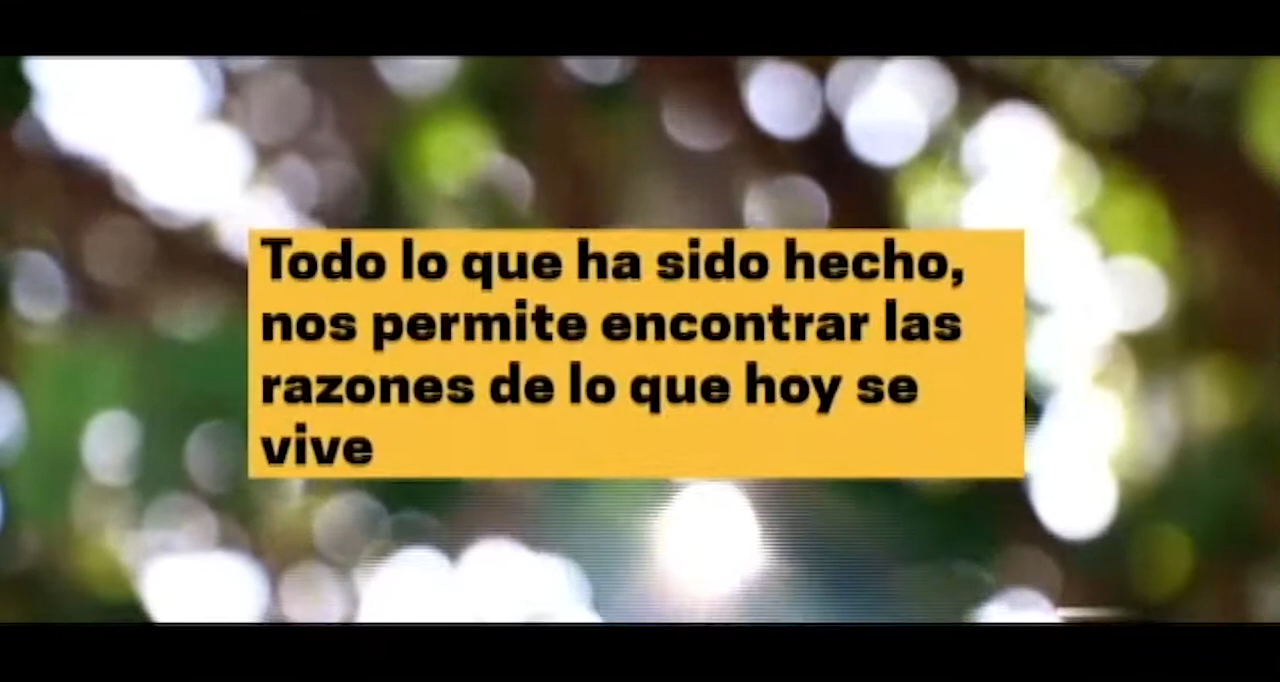 Todo lo que ha sido hecho,
nos permite encontrar las
razones de lo que hoy se
vive